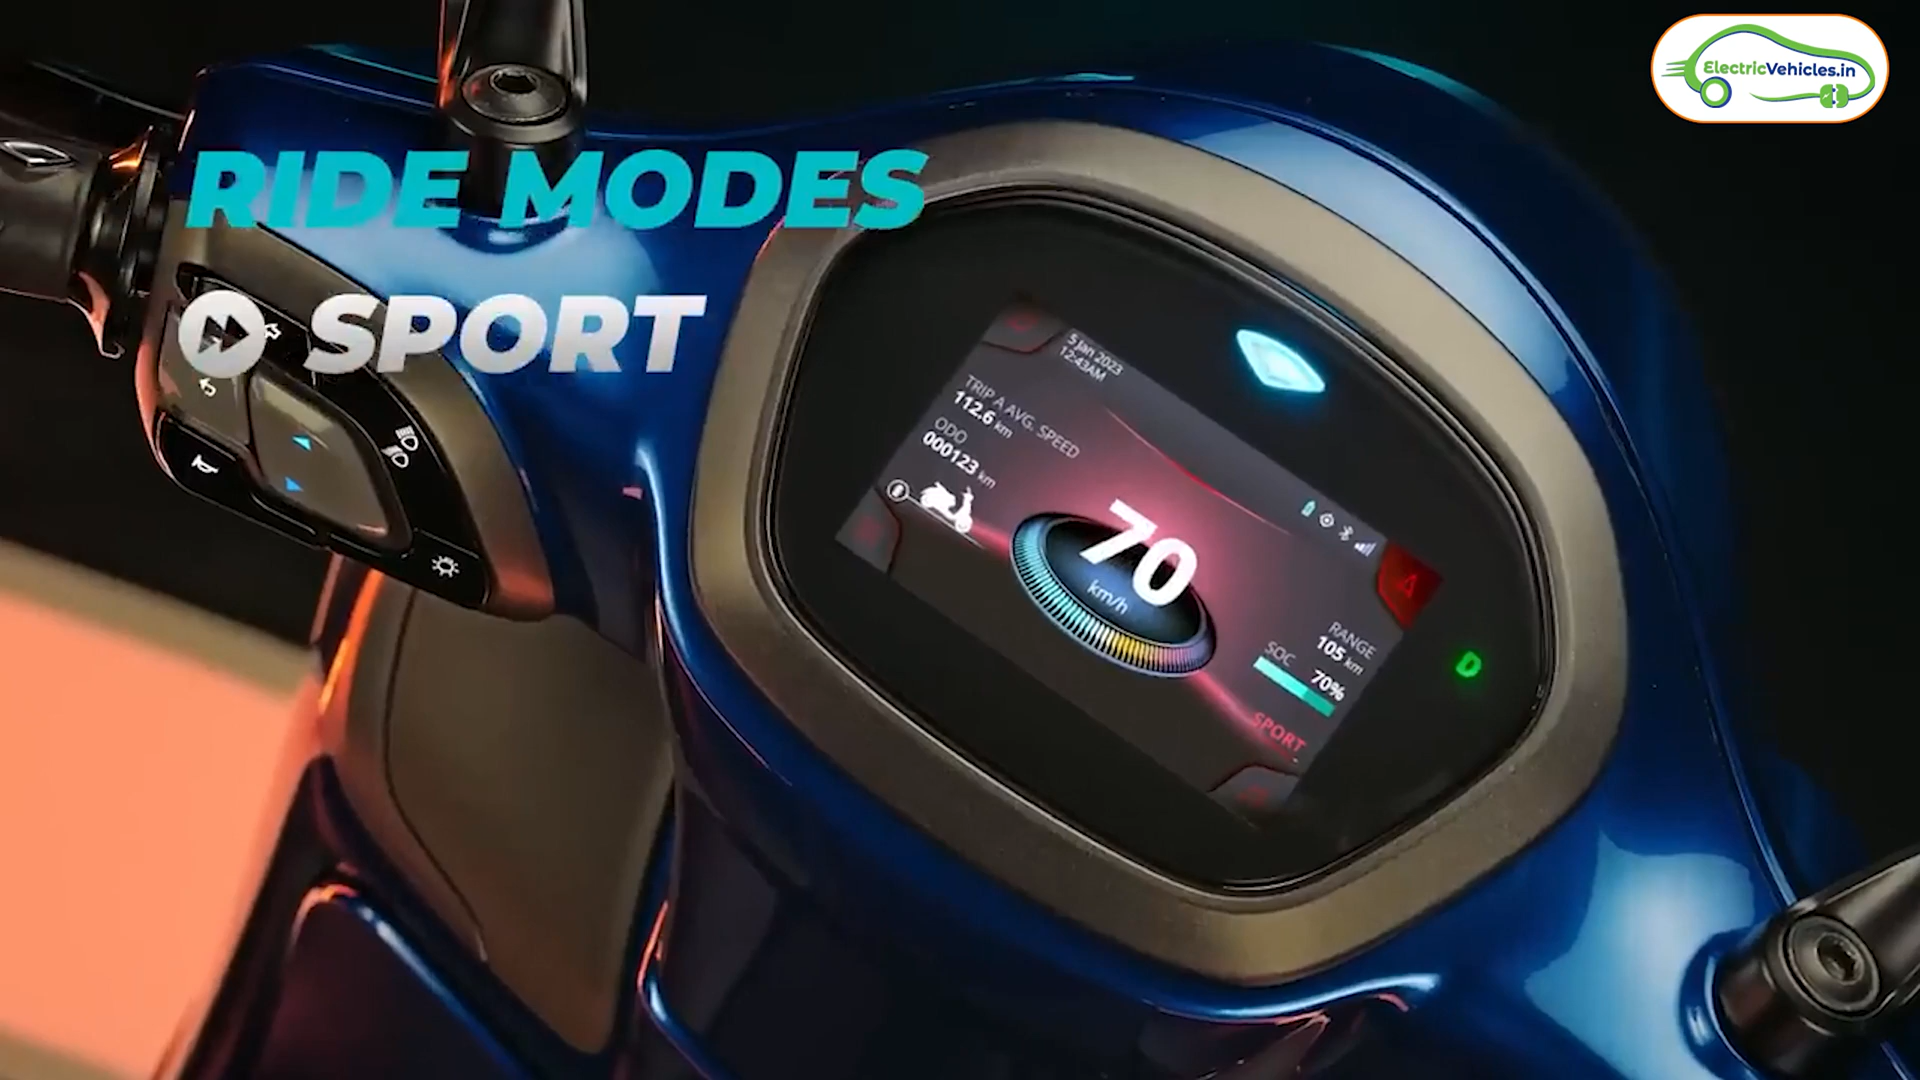 ElectricVehicles.in
RIDE MODES
SPORT
5 Jan 2023
12:43AM
TRIP A AVG. SPEED
112.6 km
ODO
000123 km
70
km/h
A
RANGE
105 km
SOC
70%
SPORT
D